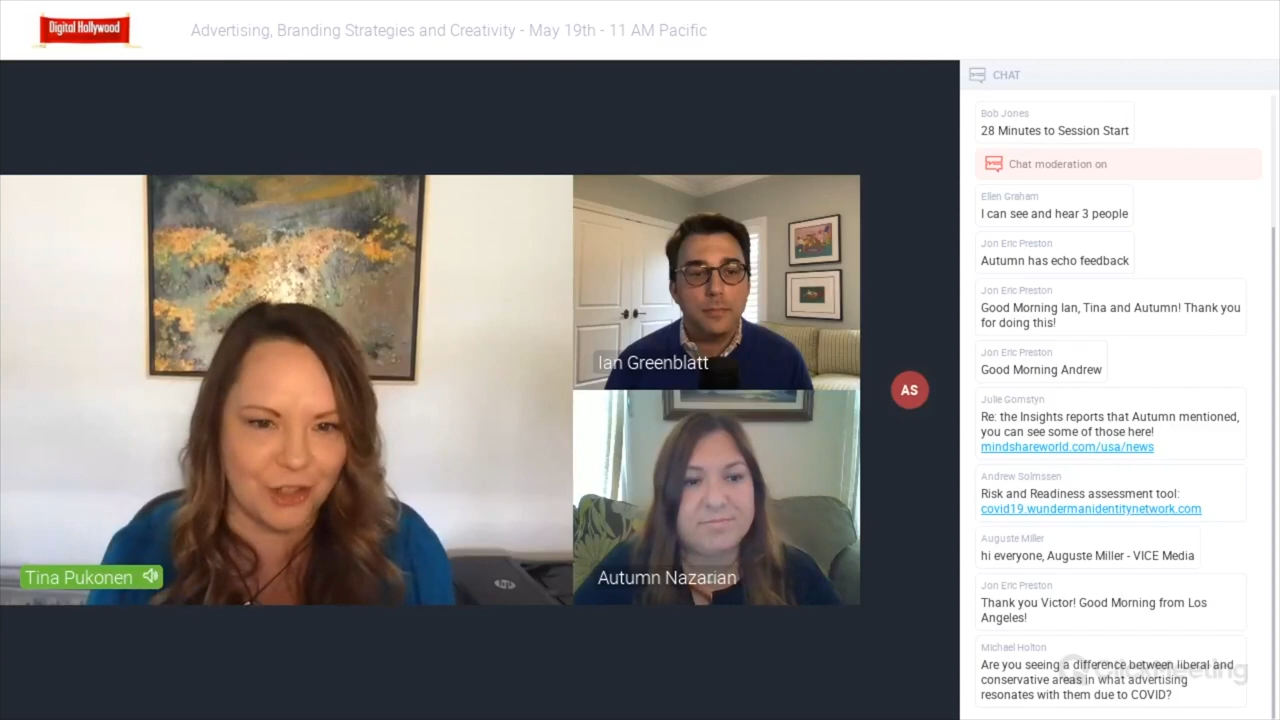 Digital Hollywood
Advertising, Branding Strategies and Creativity - May 19th - 11 AM Pacific
Ian Greenblatt
Tina Pukonen
hp
Autumn Nazarian
AS
CHAT
Bob Jones
28 Minutes to Session Start
Chat moderation on
Ellen Graham
I can see and hear 3 people
Jon Eric Preston
Autumn has echo feedback
Jon Eric Preston
Good Morning Ian, Tina and Autumn! Thank you
for doing this!
Jon Eric Preston
Good Morning Andrew
Julie Gomstyn
Re: the Insights reports that Autumn mentioned,
you can see some of those here!
mindshareworld.com/usa/news
Andrew Solmssen
Risk and Readiness assessment tool:
covid19.wundermanidentitynetwork.com
Auguste Miller
hi everyone, Auguste Miller - VICE Media
Jon Eric Preston
Thank you Victor! Good Morning from Los
Angeles!
Michael Holton
Are you seeing a difference between liberal and
conservative areas in what advertising
resonates with them due to COVID?
ClickMeeting